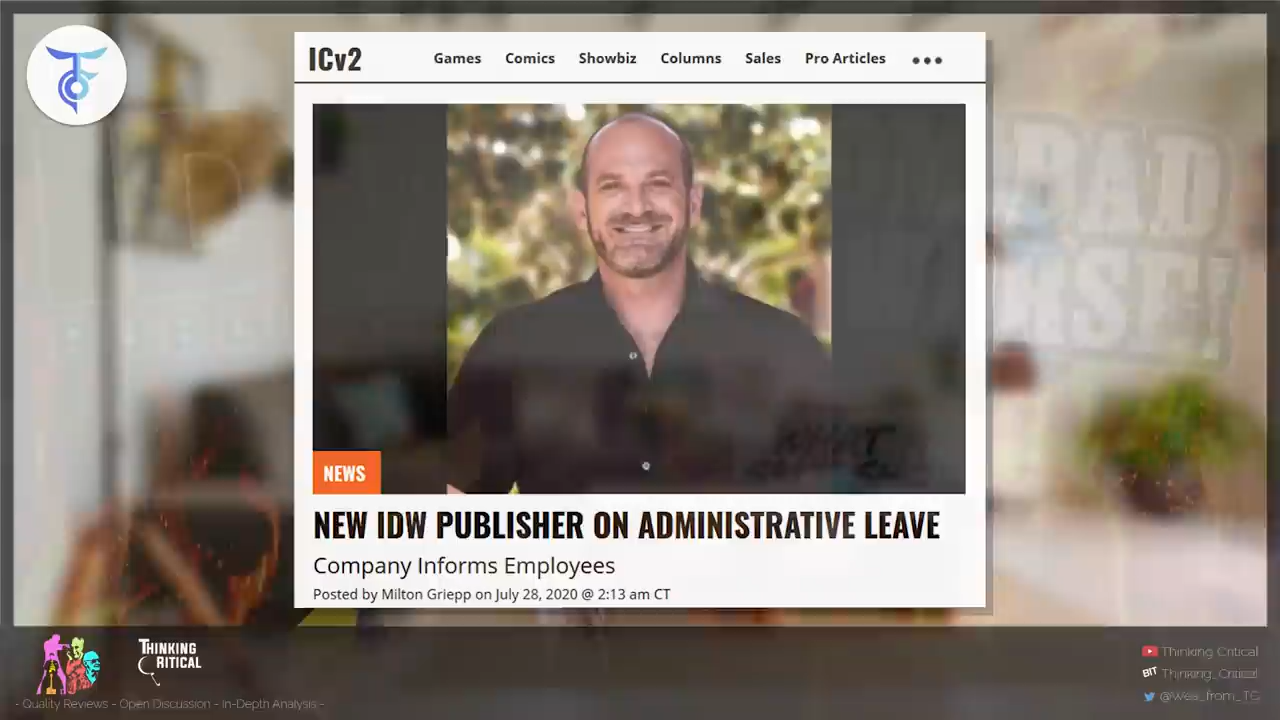 ICv2
Games Comics Showbiz Columns Sales Pro Articles
NEWS
NEW IDW PUBLISHER ON ADMINISTRATIVE LEAVE
Company Informs Employees
Posted by Milton Griepp on July 28, 2020 @ 2:13 am CT
THINKING
CRITICAL
- Quality Reviews - Open Discussion - In-Depth Analysis -
Thinking Critical
BIT Thinking_Critical
@Wes_from_TC